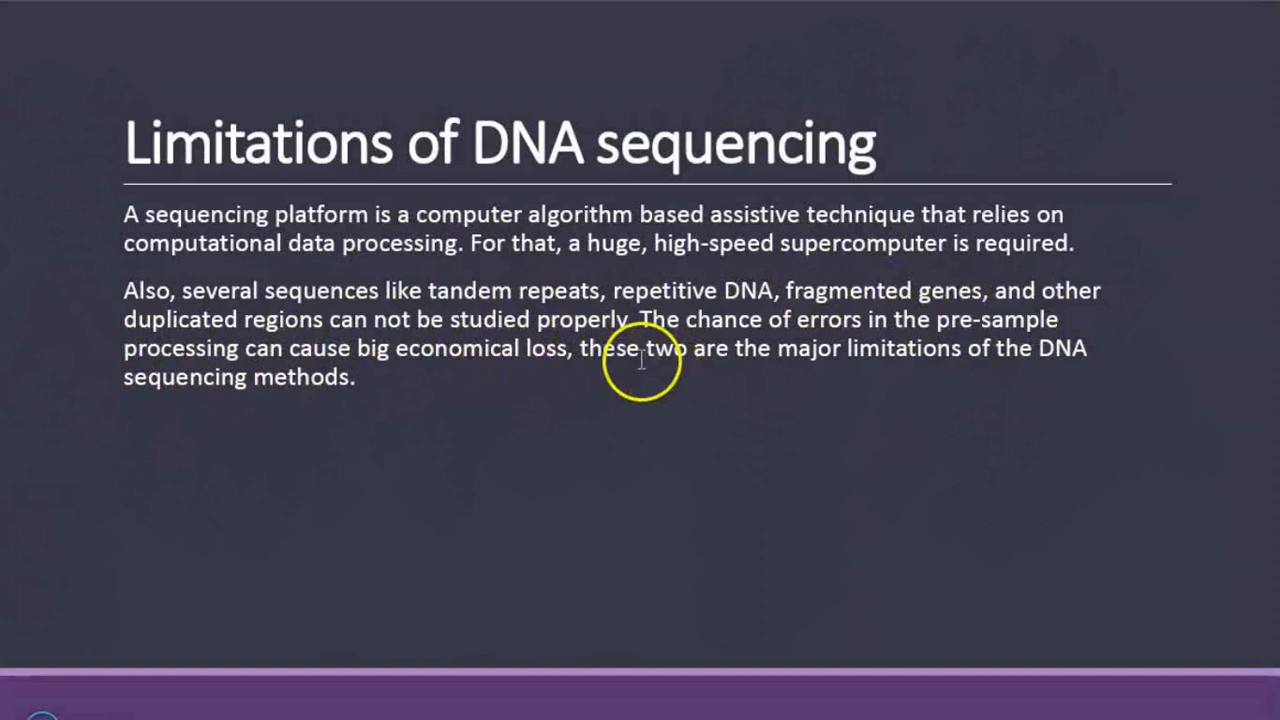 Limitations of DNA sequencing
A sequencing platform is a computer algorithm based assistive technique that relies on
computational data processing. For that, a huge, high-speed supercomputer is required.
Also, several sequences like tandem repeats, repetitive DNA, fragmented genes, and other
duplicated regions can not be studied properly. The chance of errors in the pre-sample
processing can cause big economical loss, these two are the major limitations of the DNA
sequencing methods.